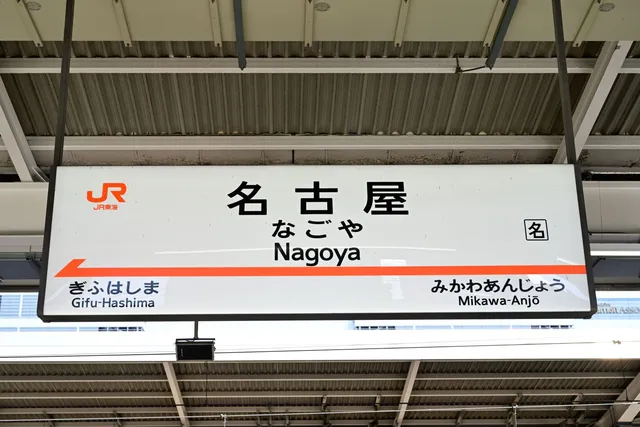 JR
JR東海
名古屋
なごや
Nagoya
名
ぎふはしま
Gifu-Hashima
みかわあんじょう
Mikawa-Anjō